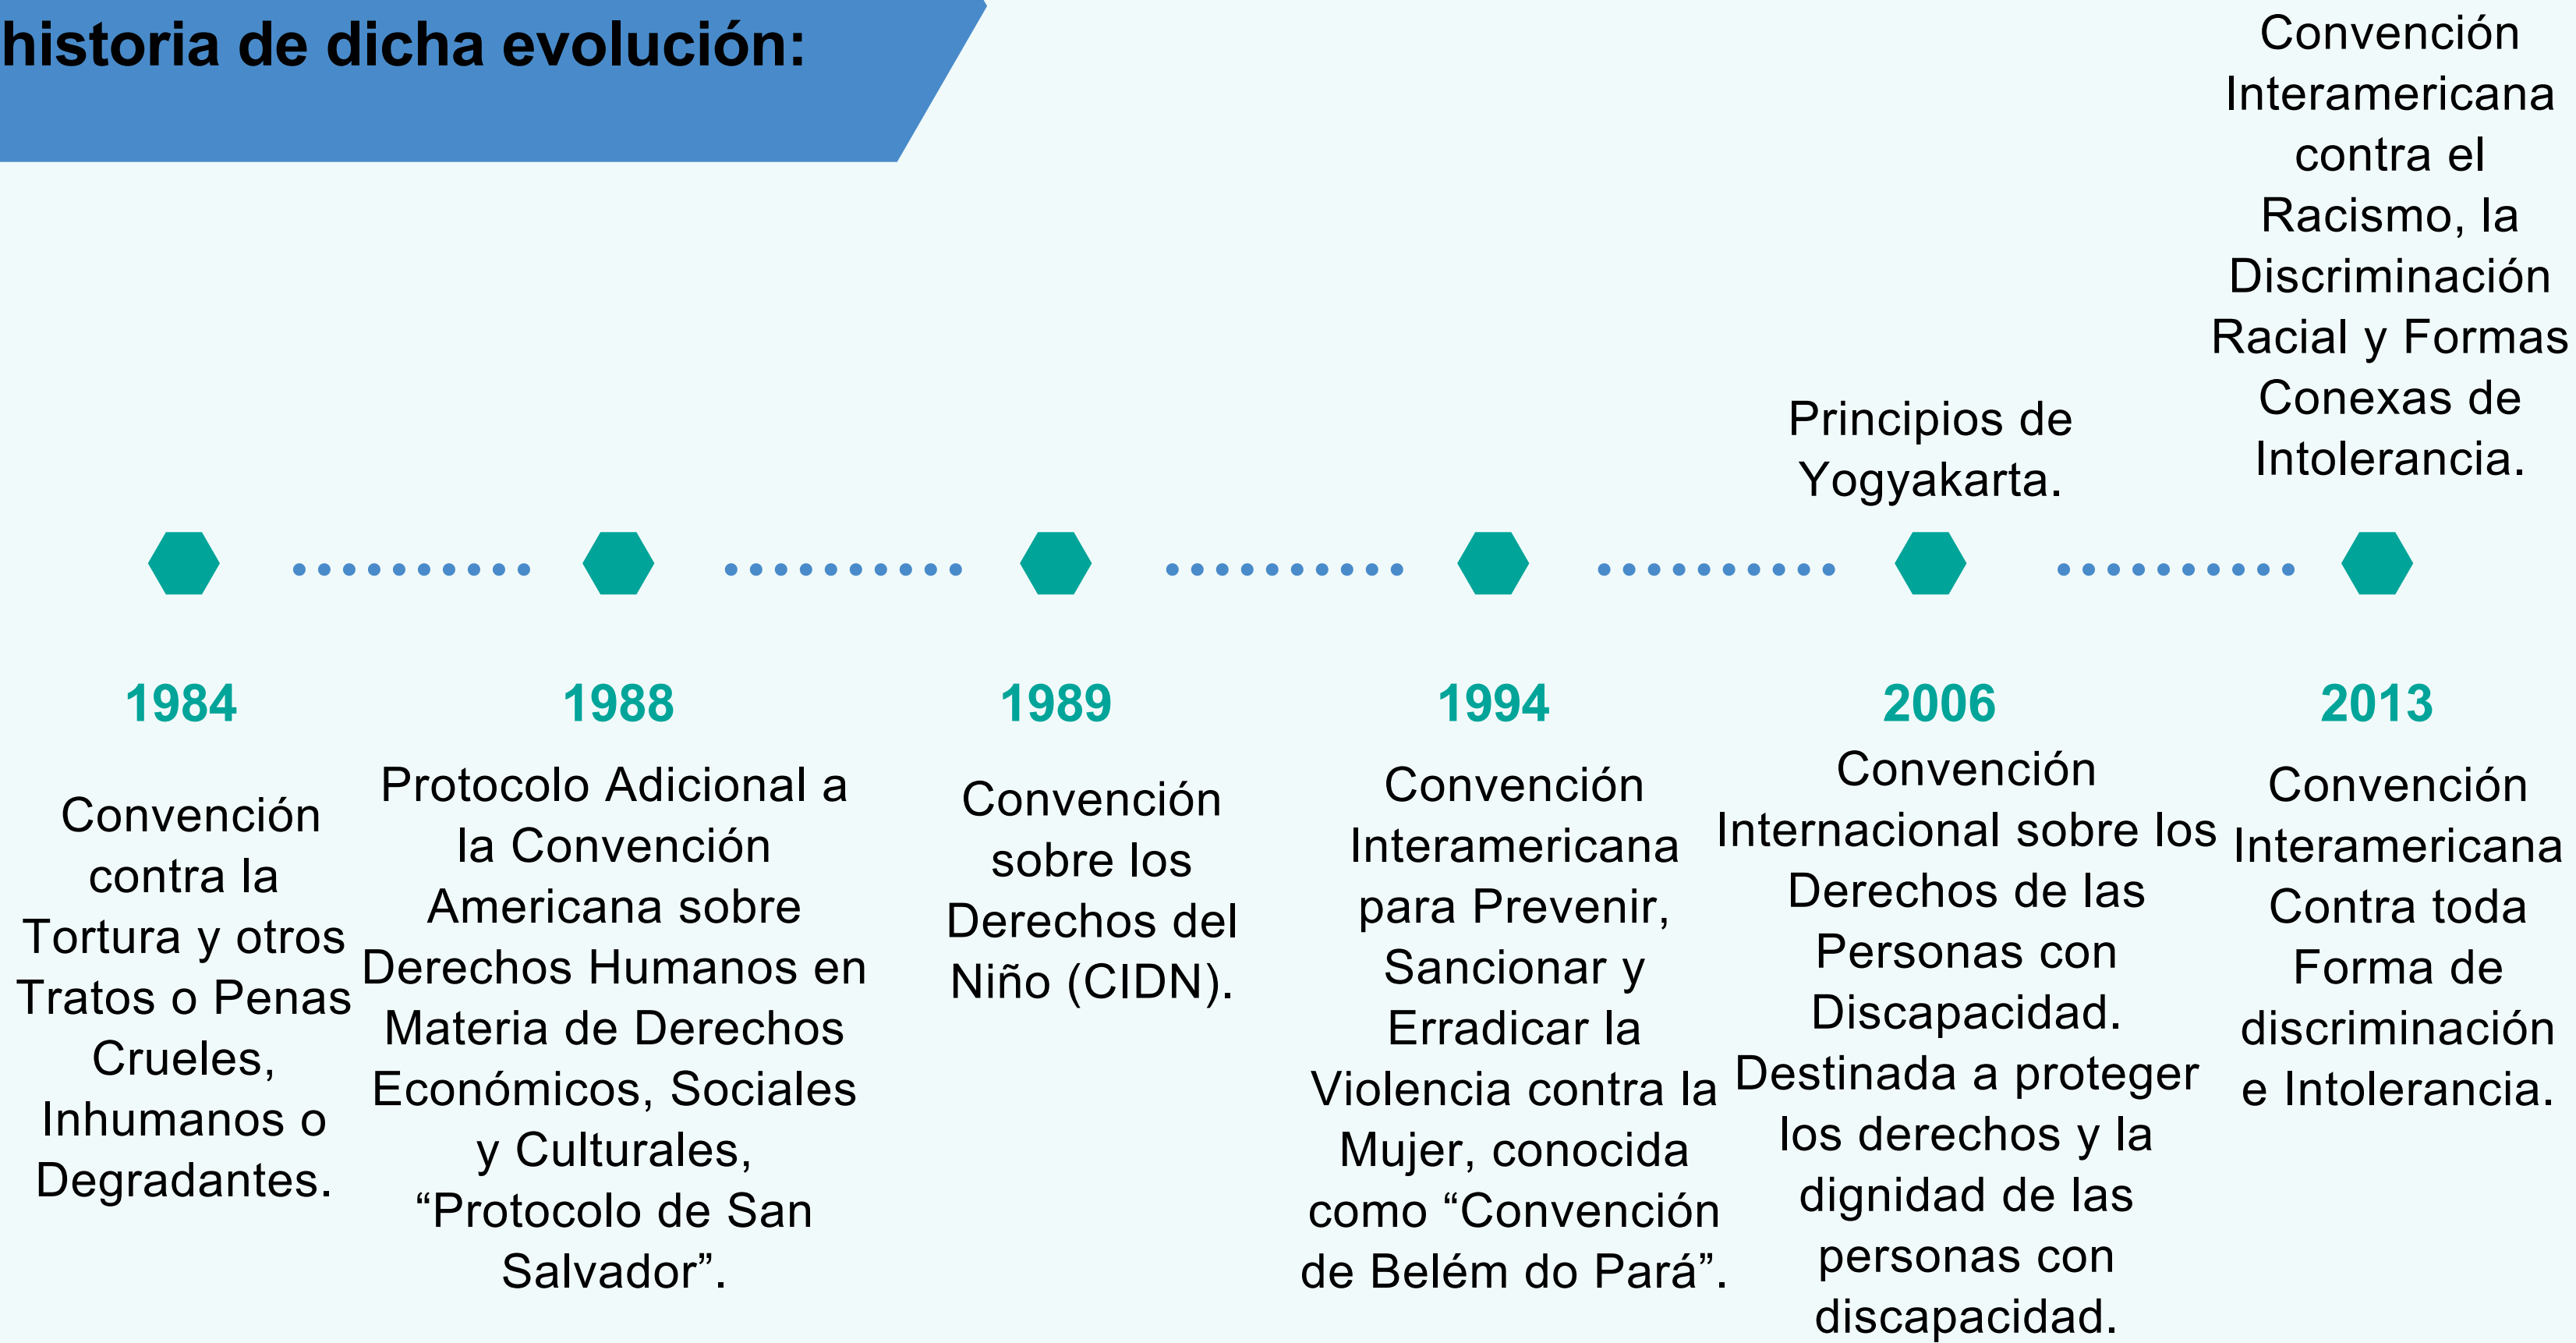 historia de dicha evolución:
Convención
Interamericana
contra el
Racismo, la
Discriminación
Racial y Formas
Conexas de
Intolerancia.
Principios de
Yogyakarta.
1984
Convención
contra la
Tortura y otros
Tratos o Penas
Crueles,
Inhumanos o
Degradantes.
1988
Protocolo Adicional a
la Convención
Americana sobre
Derechos Humanos en
Materia de Derechos
Económicos, Sociales
y Culturales,
“Protocolo de San
Salvador”.
1989
Convención
sobre los
Derechos del
Niño (CIDN).
1994
Convención
Interamericana
para Prevenir,
Sancionar y
Erradicar la
Violencia contra la
Mujer, conocida
como “Convención
de Belém do Pará”.
2006
Convención
Internacional sobre los
Derechos de las
Personas con
Discapacidad.
Destinada a proteger
los derechos y la
dignidad de las
personas con
discapacidad.
2013
Convención
Interamericana
Contra toda
Forma de
discriminación
e Intolerancia.